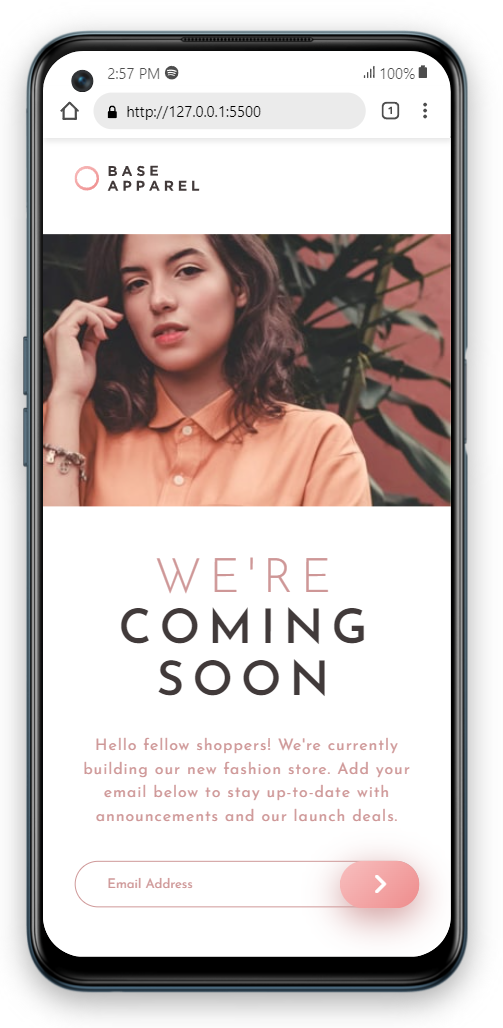 2:57 PM 100%
http://127.0.0.1:5500 1
BASE
APPAREL
WE'RE
COMING
SOON
Hello fellow shoppers! We're currently
building our new fashion store. Add your
email below to stay up-to-date with
announcements and our launch deals.
Email Address